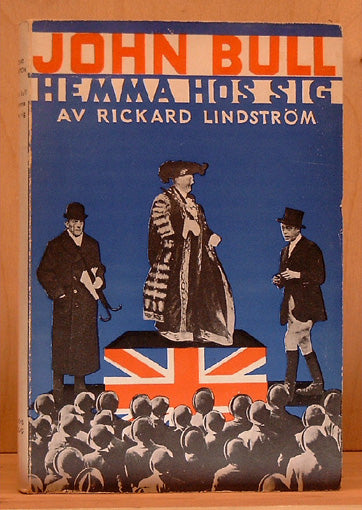 JOHN BULL
HEMMA HOS SIG
AV RICKARD LINDSTRÖM